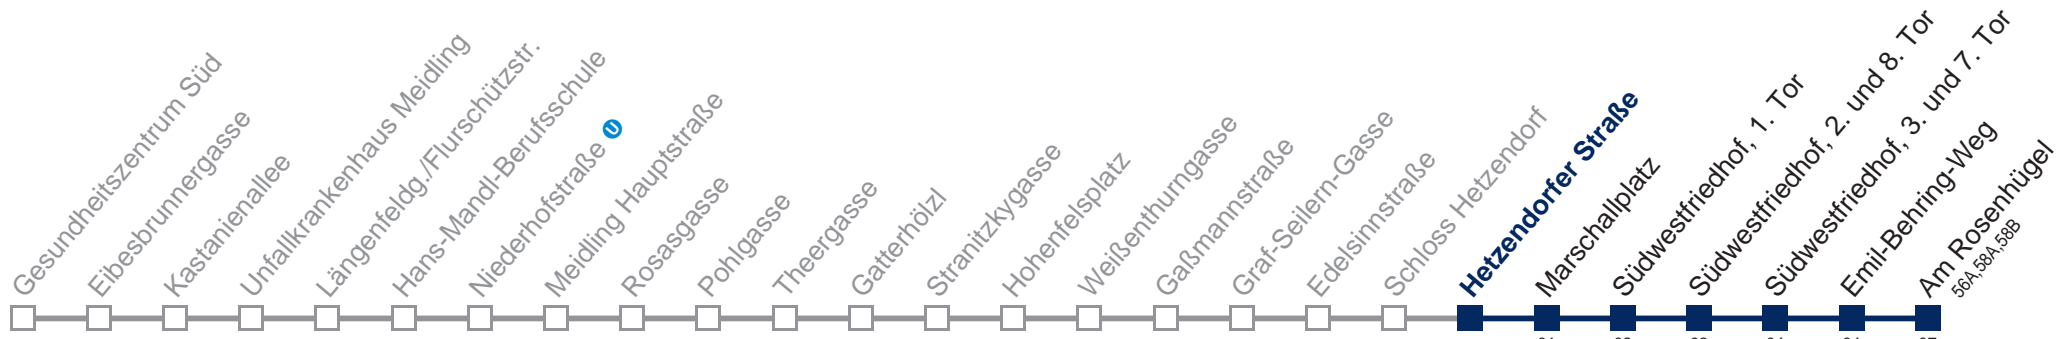 Gesundheitszentrum Süd
Eibesbrunnergasse
Kastanienallee
Unfallkrankenhaus Meidling
Längenfeldg./Flurschützstr.
Hans-Mandl-Berufsschule
Niederhofstraße U
Meidling Hauptstraße
Rosasgasse
Pohlgasse
Theergasse
Gatterhölzl
Stranitzkygasse
Hohenfelsplatz
Weißenthurngasse
Gaßmannstraße
Graf-Seilern-Gasse
Edelsinnstraße
Schloss Hetzendorf
Hetzendorfer Straße
Marschallplatz
Südwestfriedhof, 1. Tor
Südwestfriedhof, 2. und 8. Tor
Südwestfriedhof, 3. und 7. Tor
Emil-Behring-Weg
Am Rosenhügel
56A,58A,58B